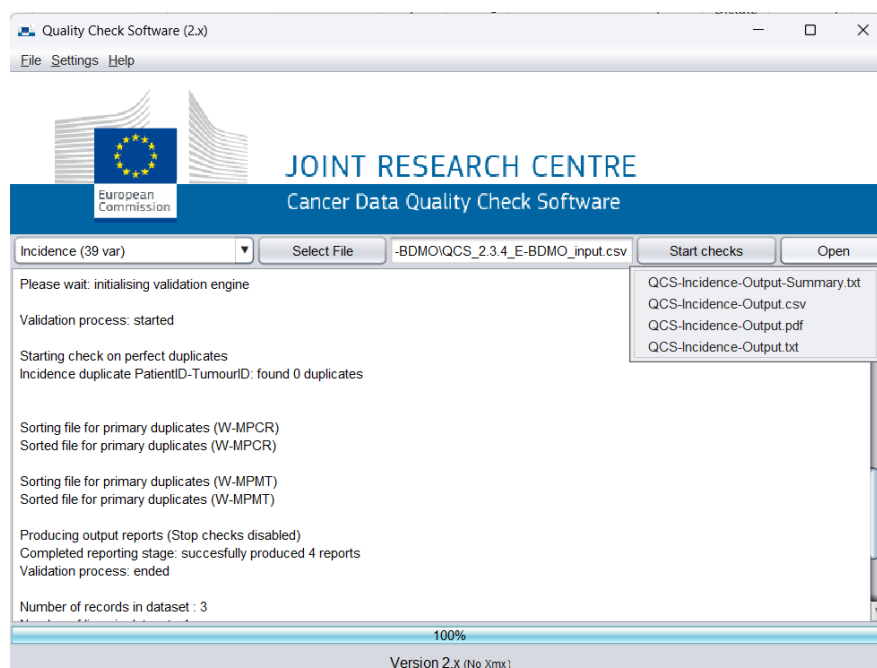 Quality Check Software (2.x)
File Settings Help
European
Commission
JOINT RESEARCH CENTRE
Cancer Data Quality Check Software
Incidence (39 var)
Select File
-BDMO\QCS_2.3.4_E-BDMO_input.csv
Start checks
Open
QCS-Incidence-Output-Summary.txt
QCS-Incidence-Output.csv
QCS-Incidence-Output.pdf
QCS-Incidence-Output.txt
Please wait: initialising validation engine
Validation process: started
Starting check on perfect duplicates
Incidence duplicate PatientID-TumourID: found 0 duplicates
Sorting file for primary duplicates (W-MPCR)
Sorted file for primary duplicates (W-MPCR)
Sorting file for primary duplicates (W-MPMT)
Sorted file for primary duplicates (W-MPMT)
Producing output reports (Stop checks disabled)
Completed reporting stage: succesfully produced 4 reports
Validation process: ended
Number of records in dataset : 3
100%
Version 2.x (No Xmx)